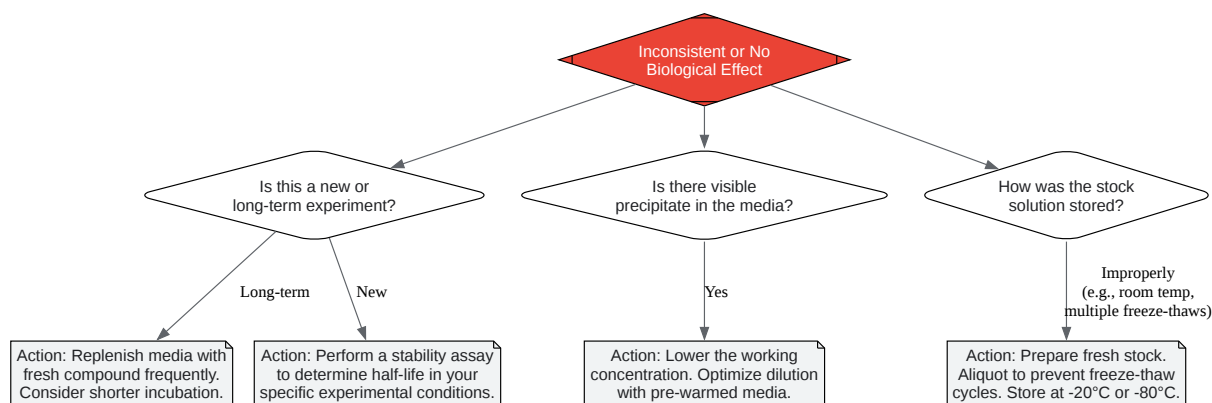 Inconsistent or No
Biological Effect
Is this a new or
long-term experiment?
Is there visible
precipitate in the media?
How was the stock
solution stored?
Long-term
New
Yes
Improperly
(e.g., room temp,
multiple freeze-thaws)
Action: Replenish media with
fresh compound frequently.
Consider shorter incubation.
Action: Perform a stability assay
to determine half-life in your
specific experimental conditions.
Action: Lower the working
concentration. Optimize dilution
with pre-warmed media.
Action: Prepare fresh stock.
Aliquot to prevent freeze-thaw
cycles. Store at -20°C or -80°C.